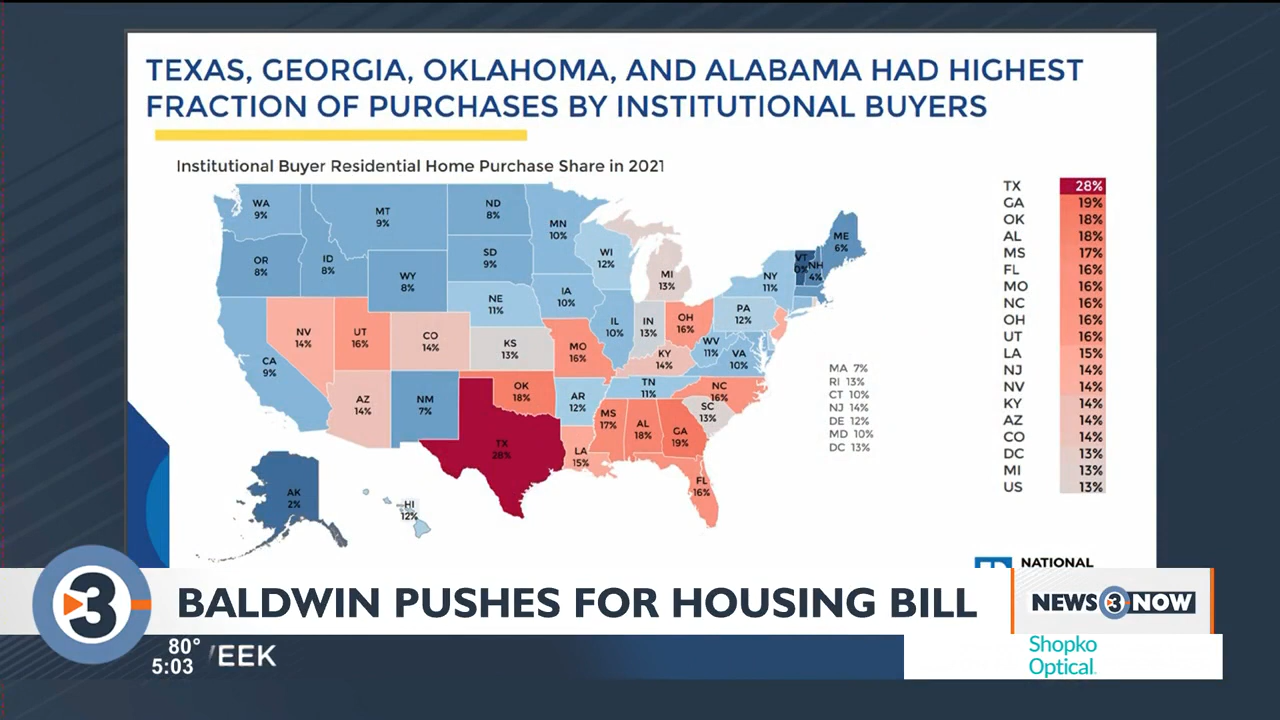 TEXAS, GEORGIA, OKLAHOMA, AND ALABAMA HAD HIGHEST
FRACTION OF PURCHASES BY INSTITUTIONAL BUYERS
Institutional Buyer Residential Home Purchase Share in 2021
WA
9%
MT
9%
ND
8%
MN
10%
OR
8%
ID
8%
WY
8%
SD
9%
WI
12%
MI
13%
NY
11%
VT
0%
NH
4%
ME
6%
NV
14%
UT
16%
CO
14%
NE
11%
KS
13%
IA
10%
MO
16%
IL
10%
IN
13%
OH
16%
PA
12%
CA
9%
AZ
14%
NM
7%
OK
18%
AR
12%
KY
14%
WV
11%
VA
10%
TN
11%
NC
16%
SC
13%
TX
28%
LA
15%
MS
17%
AL
18%
GA
19%
FL
16%
AK
2%
HI
12%
MA 7%
RI 13%
CT 10%
NJ 14%
DE 12%
MD 10%
DC 13%
TX 28%
GA 19%
OK 18%
AL 18%
MS 17%
FL 16%
MO 16%
NC 16%
OH 16%
UT 16%
LA 15%
NJ 14%
NV 14%
KY 14%
AZ 14%
CO 14%
DC 13%
MI 13%
US 13%
NATIONAL
3
BALDWIN PUSHES FOR HOUSING BILL
NEWS 3 NOW
80°
5:03
WEEK
Shopko
Optical